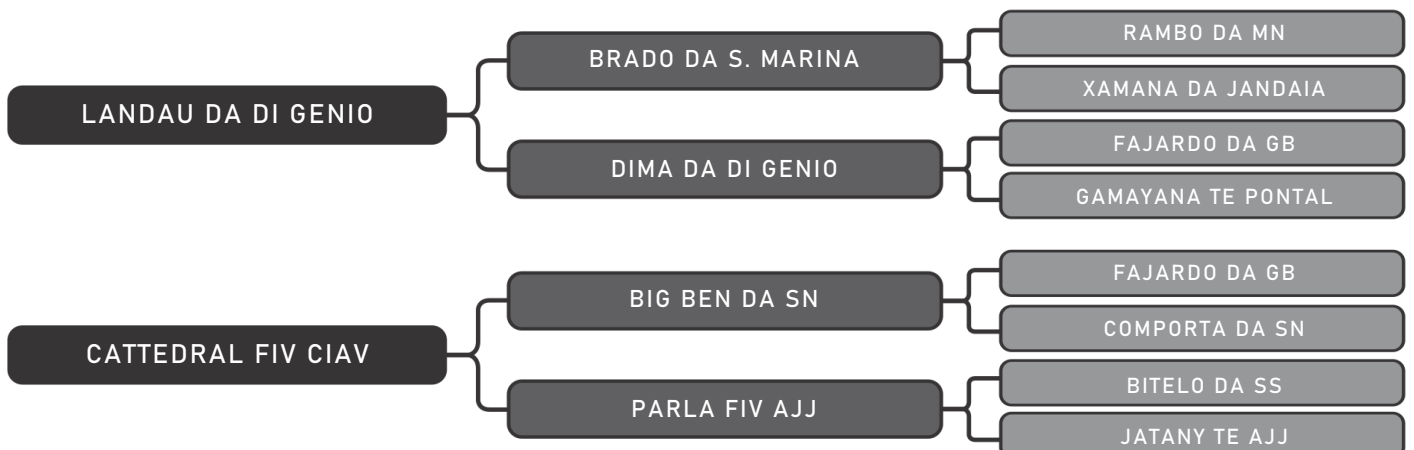 RAMBO DA MN
BRADO DA S. MARINA
XAMANA DA JANDAIA
LANDAU DA DI GENIO
FAJARDO DA GB
DIMA DA DI GENIO
GAMAYANA TE PONTAL
FAJARDO DA GB
BIG BEN DA SN
COMPORTA DA SN
CATTEDRAL FIV CIAV
BITELO DA SS
PARLA FIV AJJ
JATANY TE AJJ